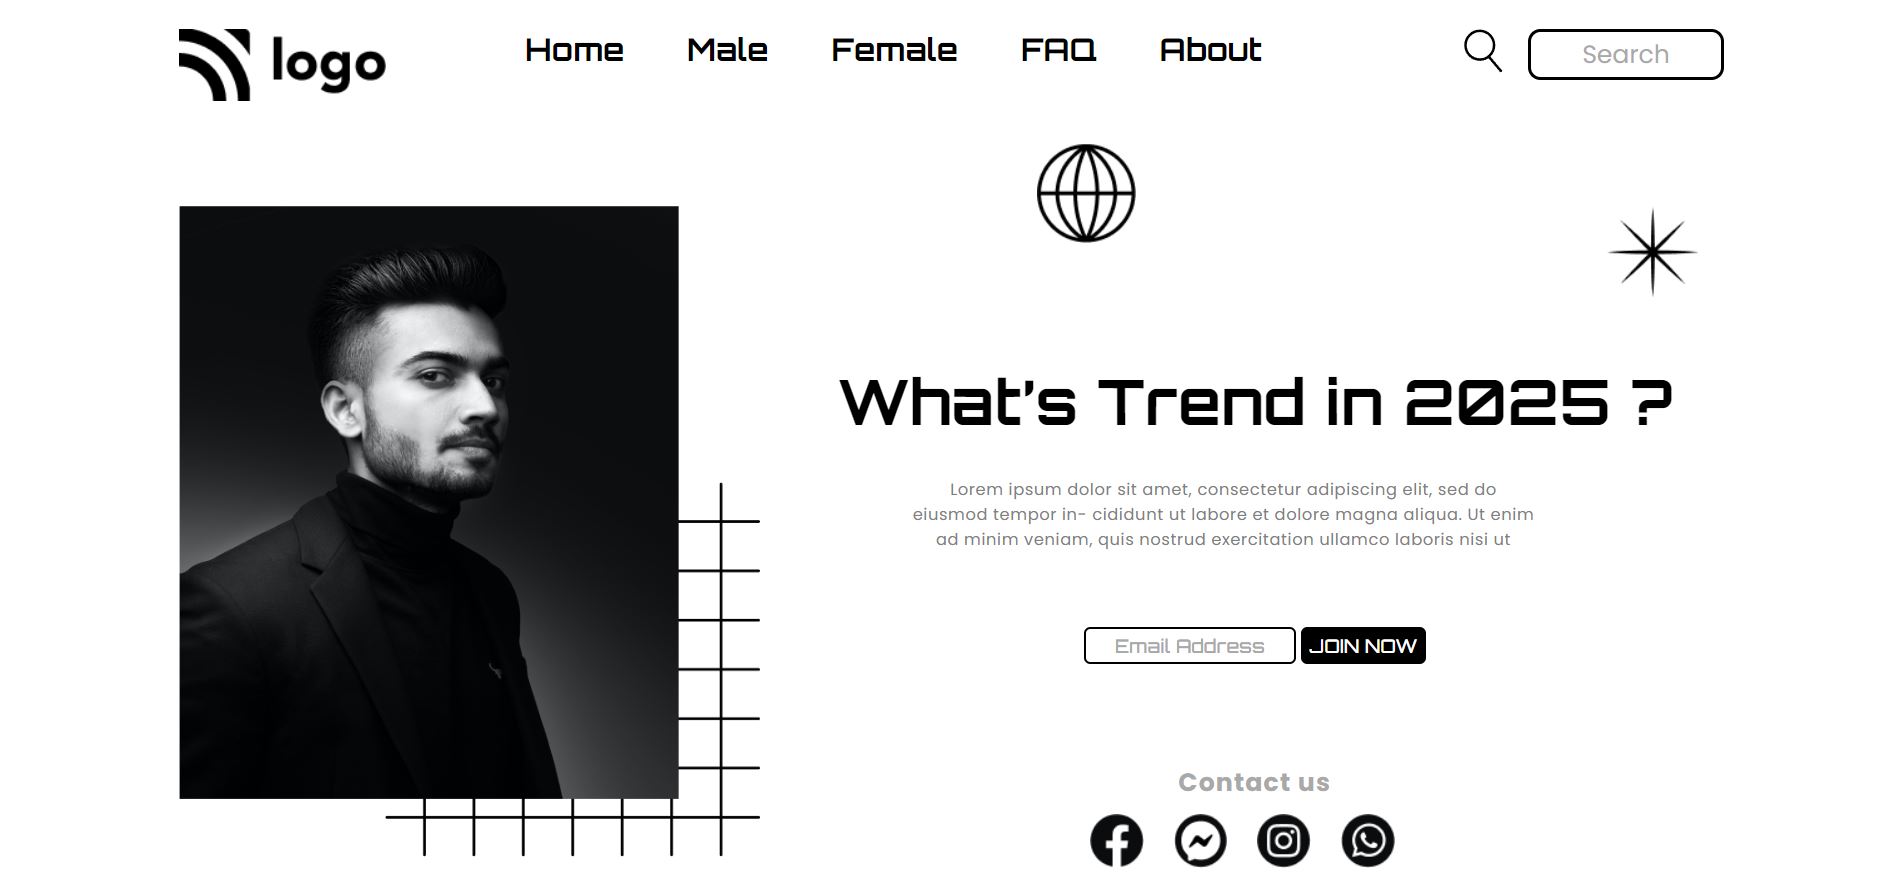 logo
Home Male Female FAQ About
Search
What's Trend in 2025 ?
Lorem ipsum dolor sit amet, consectetur adipiscing elit, sed do
eiusmod tempor in- cididunt ut labore et dolore magna aliqua. Ut enim
ad minim veniam, quis nostrud exercitation ullamco laboris nisi ut
Email Address JOIN NOW
Contact us